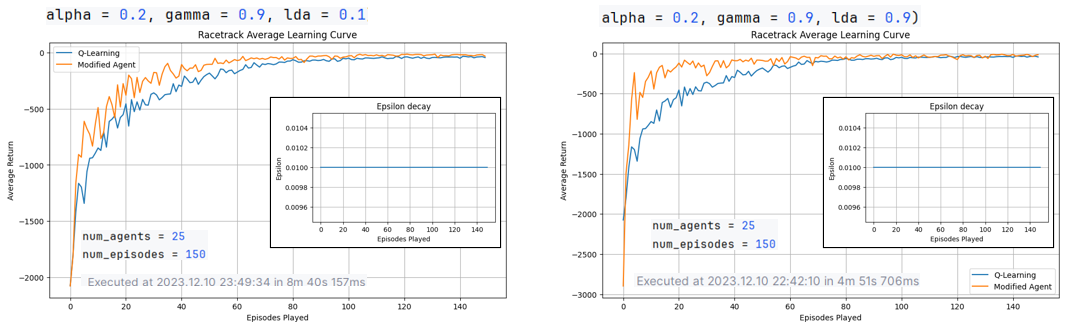 alpha = 0.2, gamma = 0.9, lda = 0.1
Racetrack Average Learning Curve
Q-Learning
Modified Agent
0
−500
−1000
−1500
−2000
Average Return
Epsilon decay
0.0104
0.0102
0.0100
0.0098
0.0096
Epsilon
0 20 40 60 80 100 120 140
Episodes Played
num_agents = 25
num_episodes = 150
Executed at 2023.12.10 23:49:34 in 8m 40s 157ms
0 20 40 60 80 100 120 140
Episodes Played
alpha = 0.2, gamma = 0.9, lda = 0.9)
Racetrack Average Learning Curve
0
−500
−1000
−1500
−2000
−2500
−3000
Average Return
Epsilon decay
0.0104
0.0102
0.0100
0.0098
0.0096
Epsilon
0 20 40 60 80 100 120 140
Episodes Played
num_agents = 25
num_episodes = 150
Executed at 2023.12.10 22:42:10 in 4m 51s 706ms
Q-Learning
Modified Agent
0 20 40 60 80 100 120 140
Episodes Played